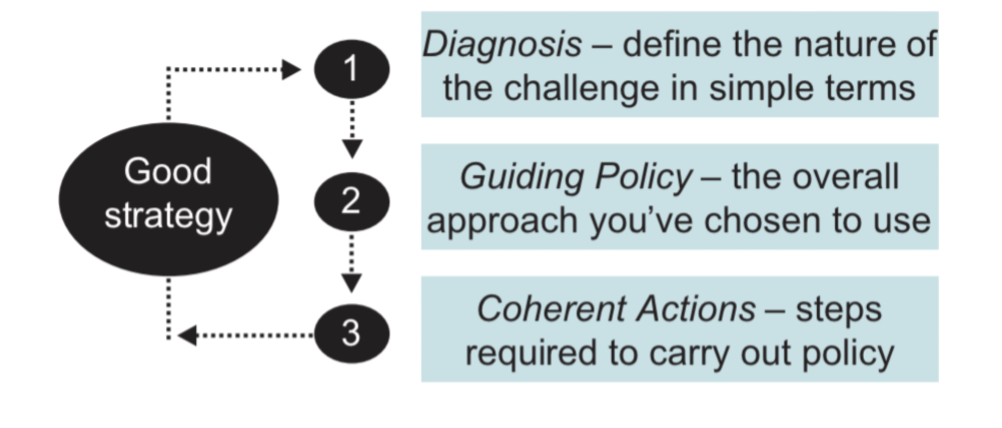 Good
strategy
1
Diagnosis – define the nature of
the challenge in simple terms
2
Guiding Policy – the overall
approach you’ve chosen to use
3
Coherent Actions – steps
required to carry out policy